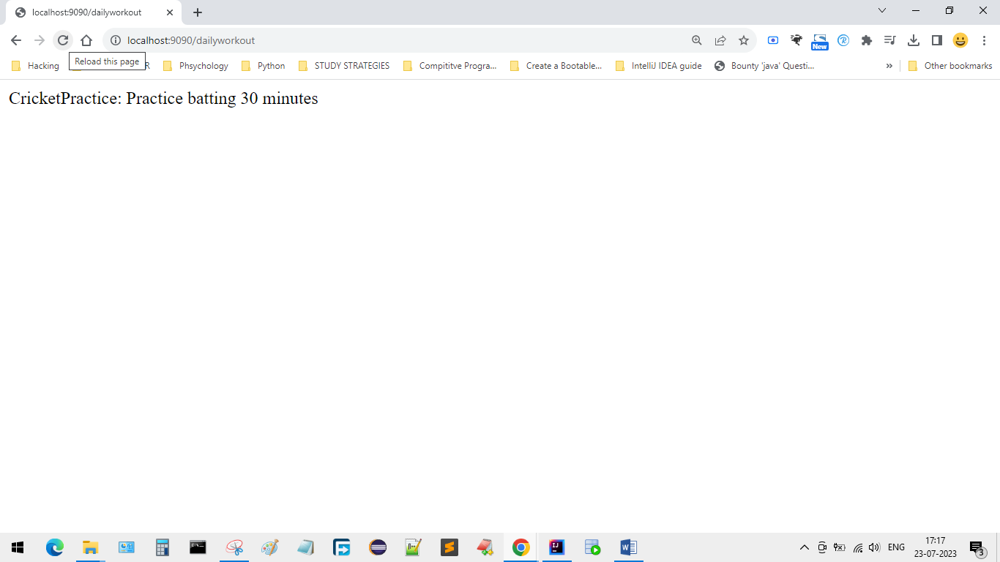 localhost:9090/dailyworkout
localhost:9090/dailyworkout
New
Hacking
R
Phsychology
Python
STUDY STRATEGIES
Compititve Progra...
Create a Bootable...
IntelliJ IDEA guide
Bounty 'java' Questi...
»
Other bookmarks
Reload this page
CricketPractice: Practice batting 30 minutes
ENG
17:17
23-07-2023
3